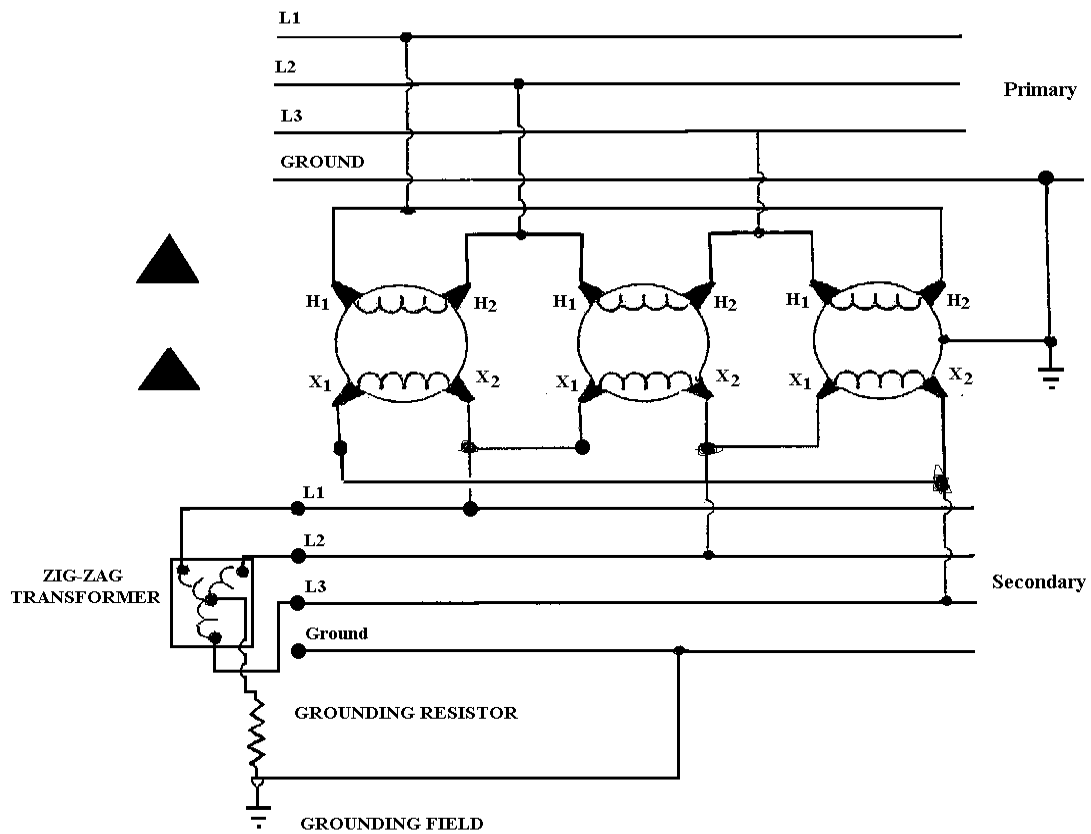 L1
L2
Primary
L3
GROUND
H1
H2
H1
H2
H1
H2
X1
X2
X1
X2
X1
X2
L1
L2
ZIG-ZAG
TRANSFORMER
L3
Secondary
Ground
GROUNDING RESISTOR
GROUNDING FIELD